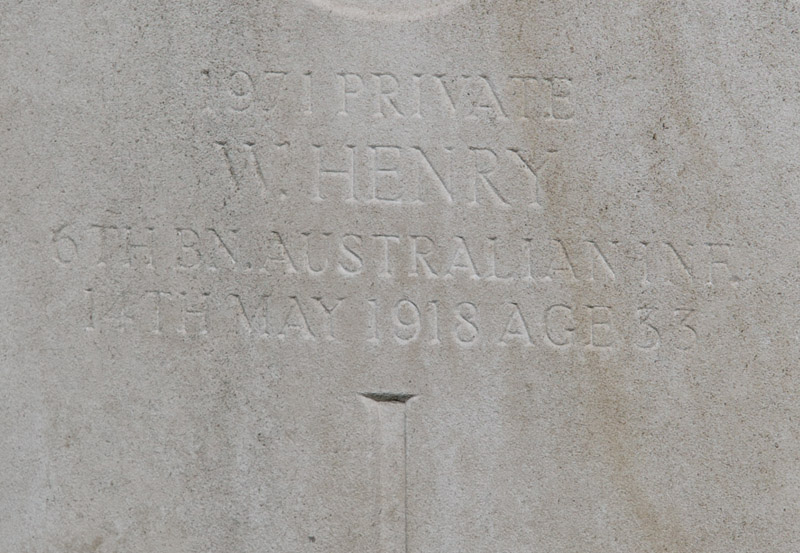 1971 PRIVATE
W. HENRY
6TH BN. AUSTRALIAN INF.
14TH MAY 1918 AGE 33